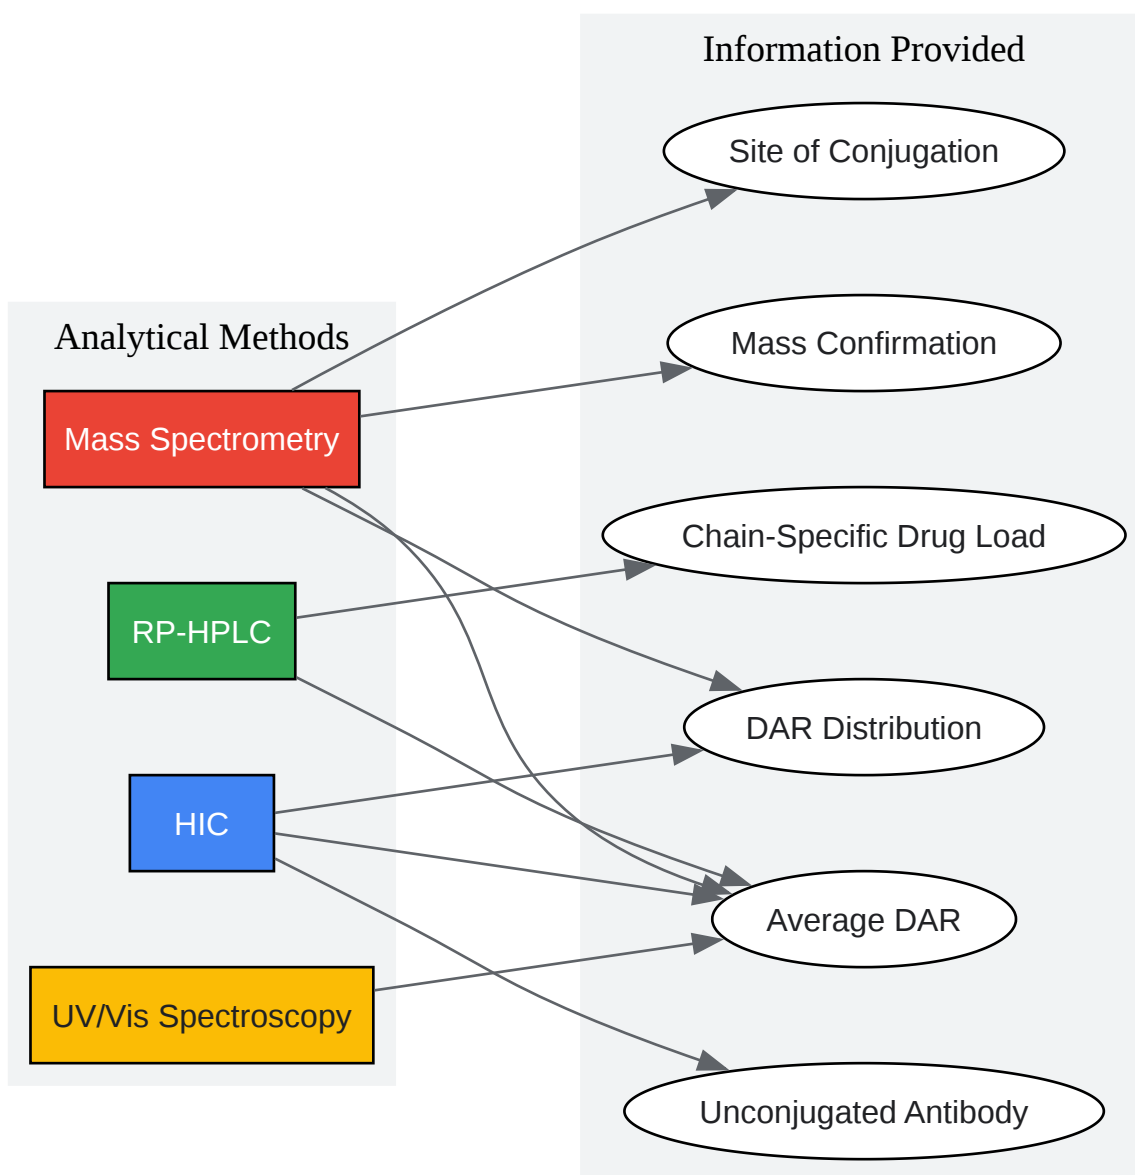 Information Provided
Site of Conjugation
Analytical Methods
Mass Confirmation
Mass Spectrometry
Chain-Specific Drug Load
RP-HPLC
DAR Distribution
HIC
Average DAR
UV/Vis Spectroscopy
Unconjugated Antibody